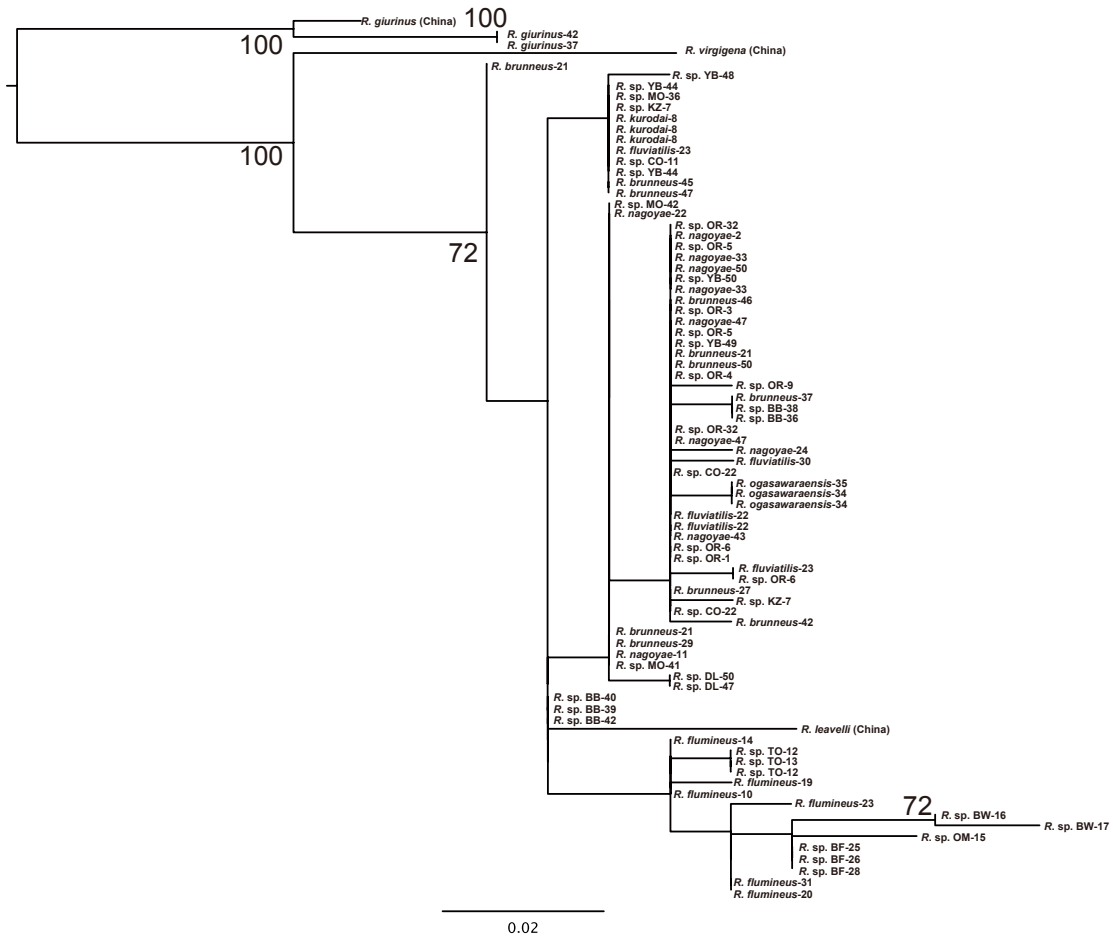 R. giurinus (China)
100
R. giurinus-42
100
R. giurinus-37
R. virgigena (China)
R. brunneus-21
R. sp. YB-48
R. sp. YB-44
R. sp. MO-36
R. sp. KZ-7
R. kurodai-8
R. kurodai-8
R. kurodai-8
R. fluviatilis-23
100
R. sp. CO-11
R. sp. YB-44
R. brunneus-45
R. brunneus-47
R. sp. MO-42
R. nagoyae-22
R. sp. OR-32
R. nagoyae-2
R. sp. OR-5
72
R. nagoyae-33
R. nagoyae-50
R. sp. YB-50
R. nagoyae-33
R. brunneus-46
R. sp. OR-3
R. nagoyae-47
R. sp. OR-5
R. sp. YB-49
R. brunneus-21
R. brunneus-50
R. sp. OR-4
R. sp. OR-9
R. brunneus-37
R. sp. BB-38
R. sp. BB-36
R. sp. OR-32
R. nagoyae-47
R. nagoyae-24
R. fluviatilis-30
R. sp. CO-22
R. ogasawaraensis-35
R. ogasawaraensis-34
R. ogasawaraensis-34
R. fluviatilis-22
R. fluviatilis-22
R. nagoyae-43
R. sp. OR-6
R. sp. OR-1
R. fluviatilis-23
R. sp. OR-6
R. brunneus-27
R. sp. KZ-7
R. sp. CO-22
R. brunneus-42
R. brunneus-21
R. brunneus-29
R. nagoyae-11
R. sp. MO-41
R. sp. DL-50
R. sp. DL-47
R. sp. BB-40
R. sp. BB-39
R. sp. BB-42
R. leavelli (China)
R. flumineus-14
R. sp. TO-12
R. sp. TO-13
R. sp. TO-12
R. flumineus-19
R. flumineus-10
R. flumineus-23
72
R. sp. BW-16
R. sp. BW-17
R. sp. OM-15
R. sp. BF-25
R. sp. BF-26
R. sp. BF-28
R. flumineus-31
R. flumineus-20
0.02